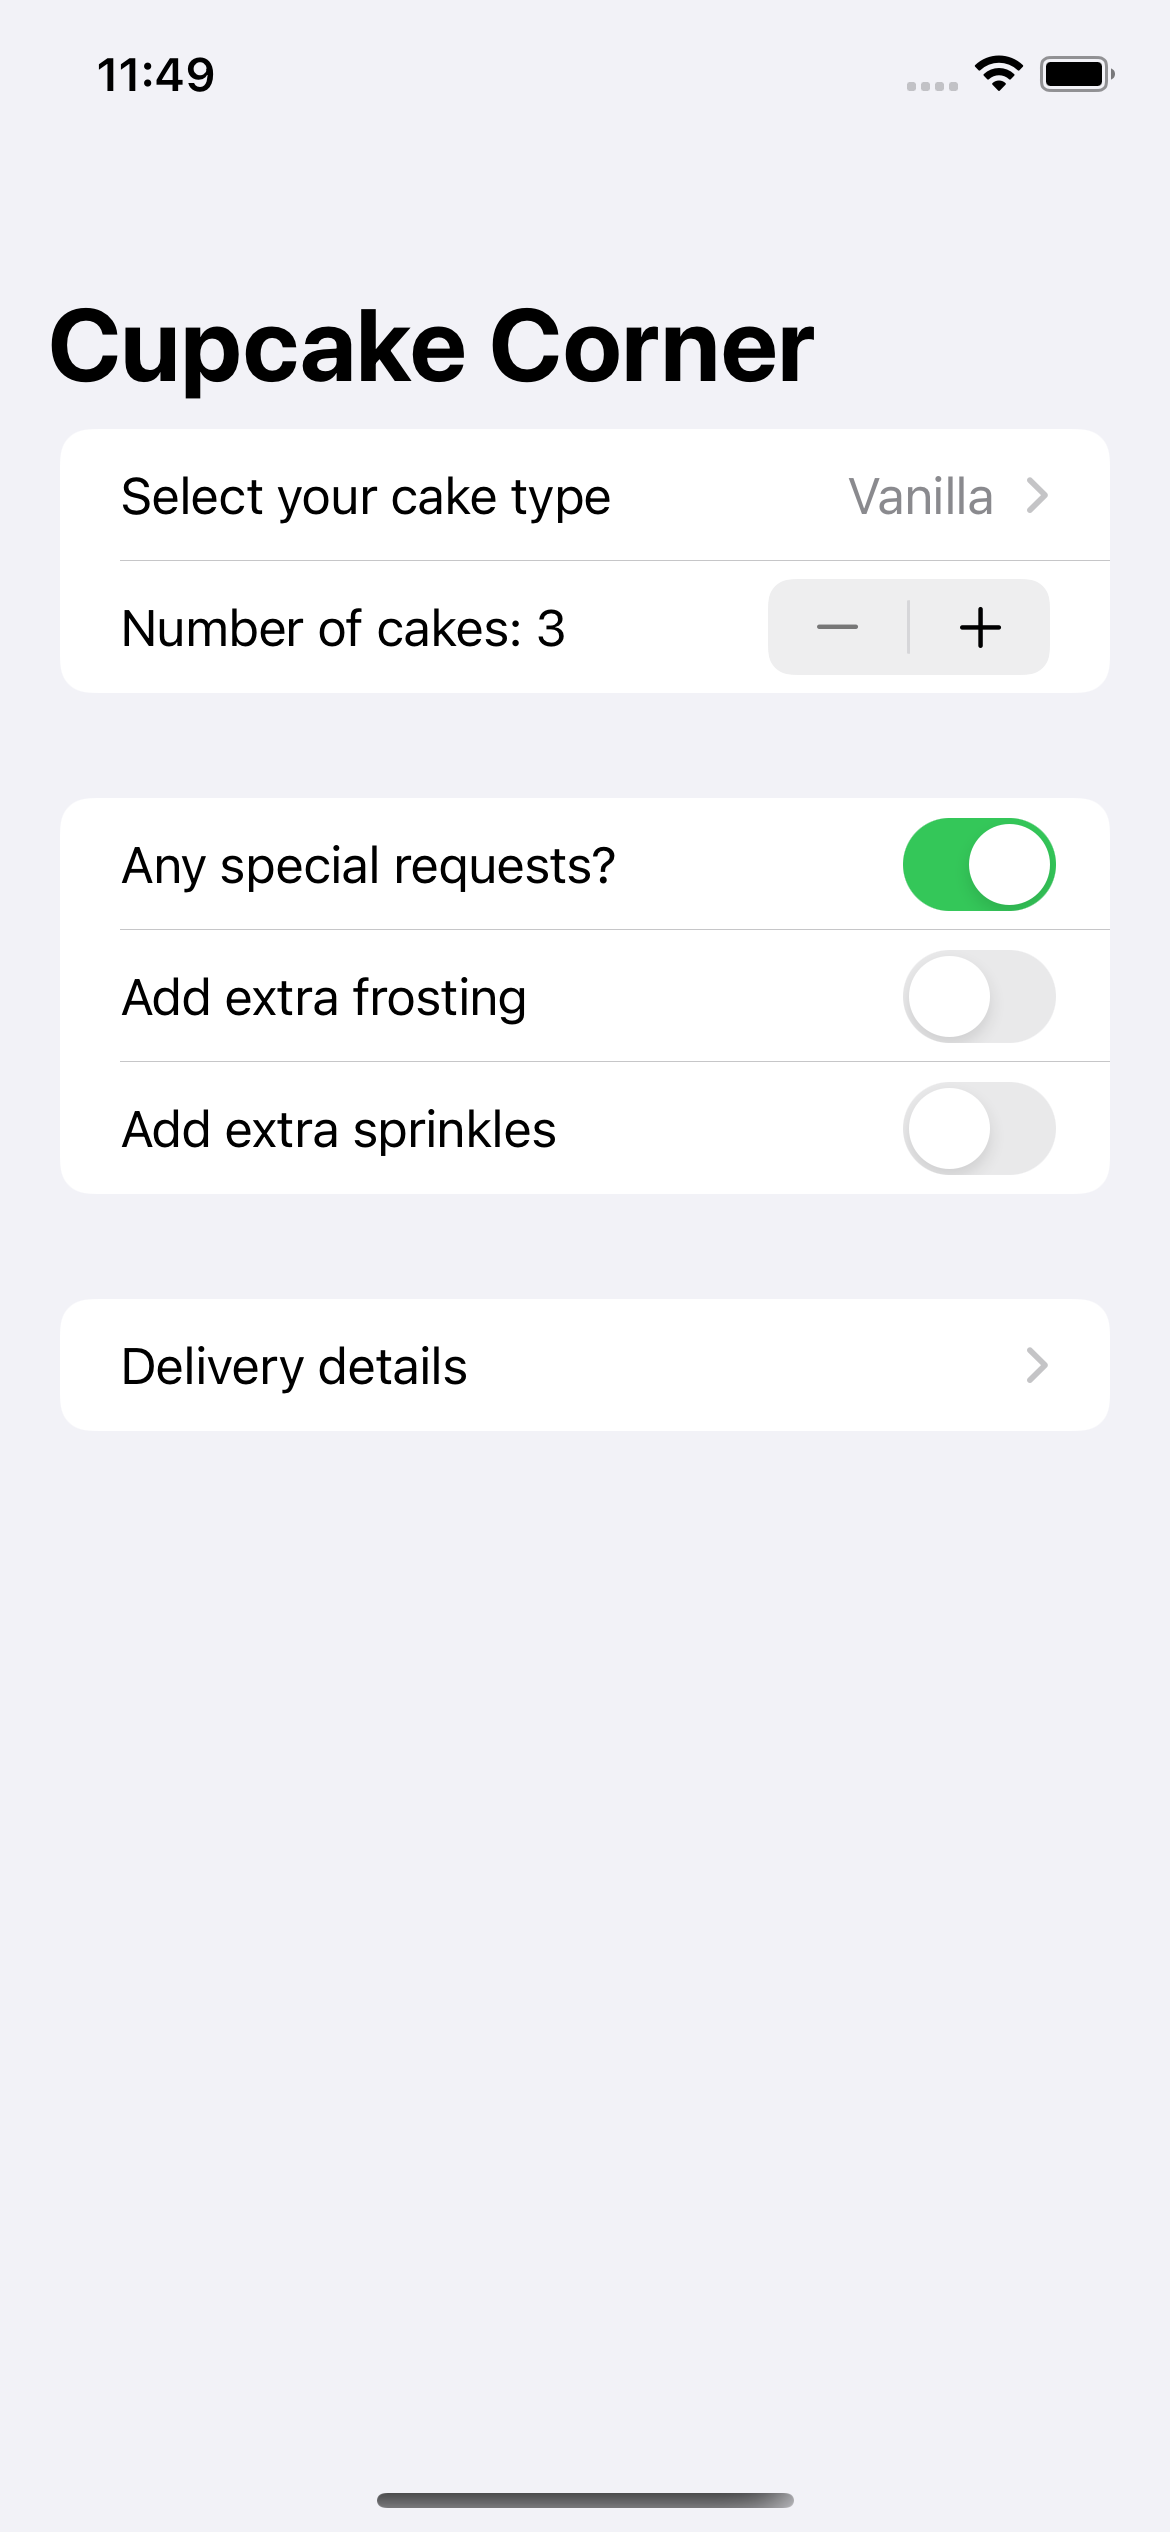 11:49
Cupcake Corner
Select your cake type Vanilla
Number of cakes: 3
Any special requests?
Add extra frosting
Add extra sprinkles
Delivery details